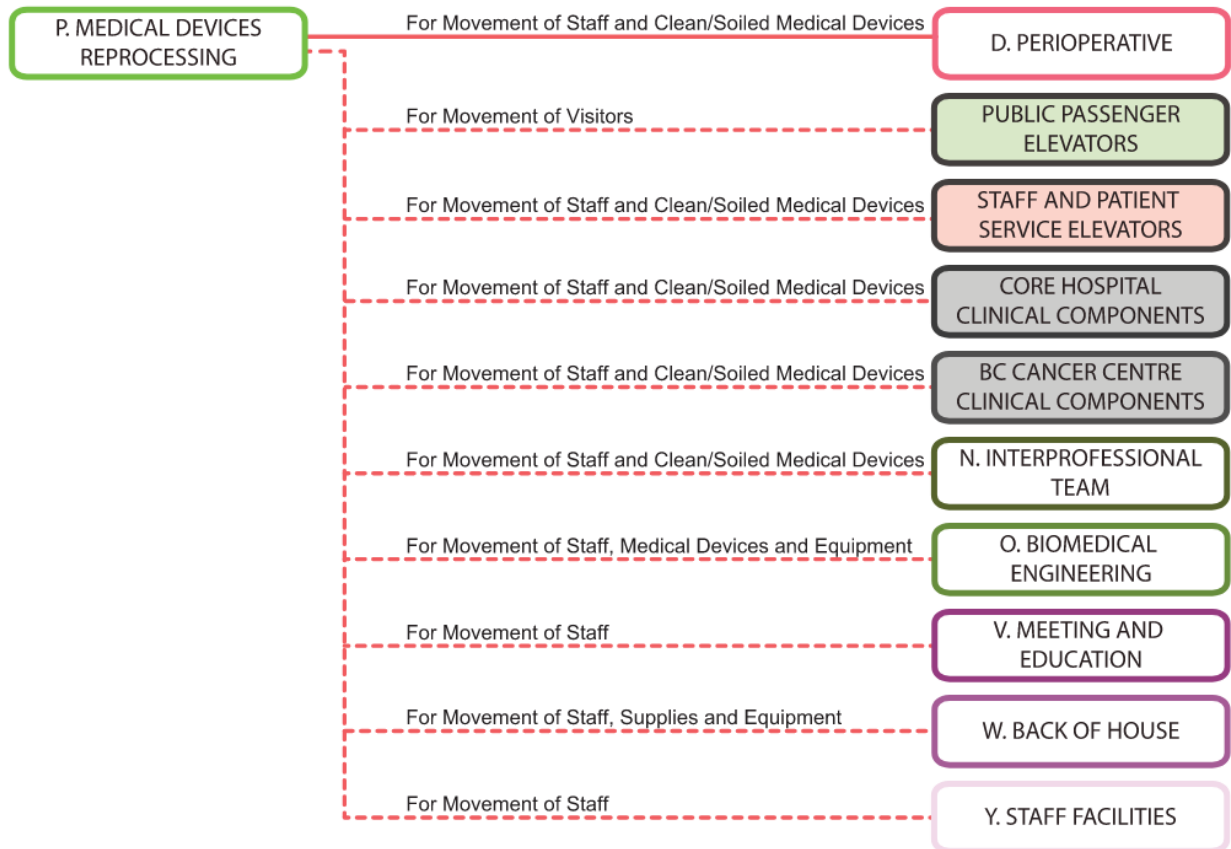 P. MEDICAL DEVICES
REPROCESSING
For Movement of Staff and Clean/Soiled Medical Devices
D. PERIOPERATIVE
For Movement of Visitors
PUBLIC PASSENGER
ELEVATORS
For Movement of Staff and Clean/Soiled Medical Devices
STAFF AND PATIENT
SERVICE ELEVATORS
For Movement of Staff and Clean/Soiled Medical Devices
CORE HOSPITAL
CLINICAL COMPONENTS
For Movement of Staff and Clean/Soiled Medical Devices
BC CANCER CENTRE
CLINICAL COMPONENTS
For Movement of Staff and Clean/Soiled Medical Devices
N. INTERPROFESSIONAL
TEAM
For Movement of Staff, Medical Devices and Equipment
O. BIOMEDICAL
ENGINEERING
For Movement of Staff
V. MEETING AND
EDUCATION
For Movement of Staff, Supplies and Equipment
W. BACK OF HOUSE
For Movement of Staff
Y. STAFF FACILITIES